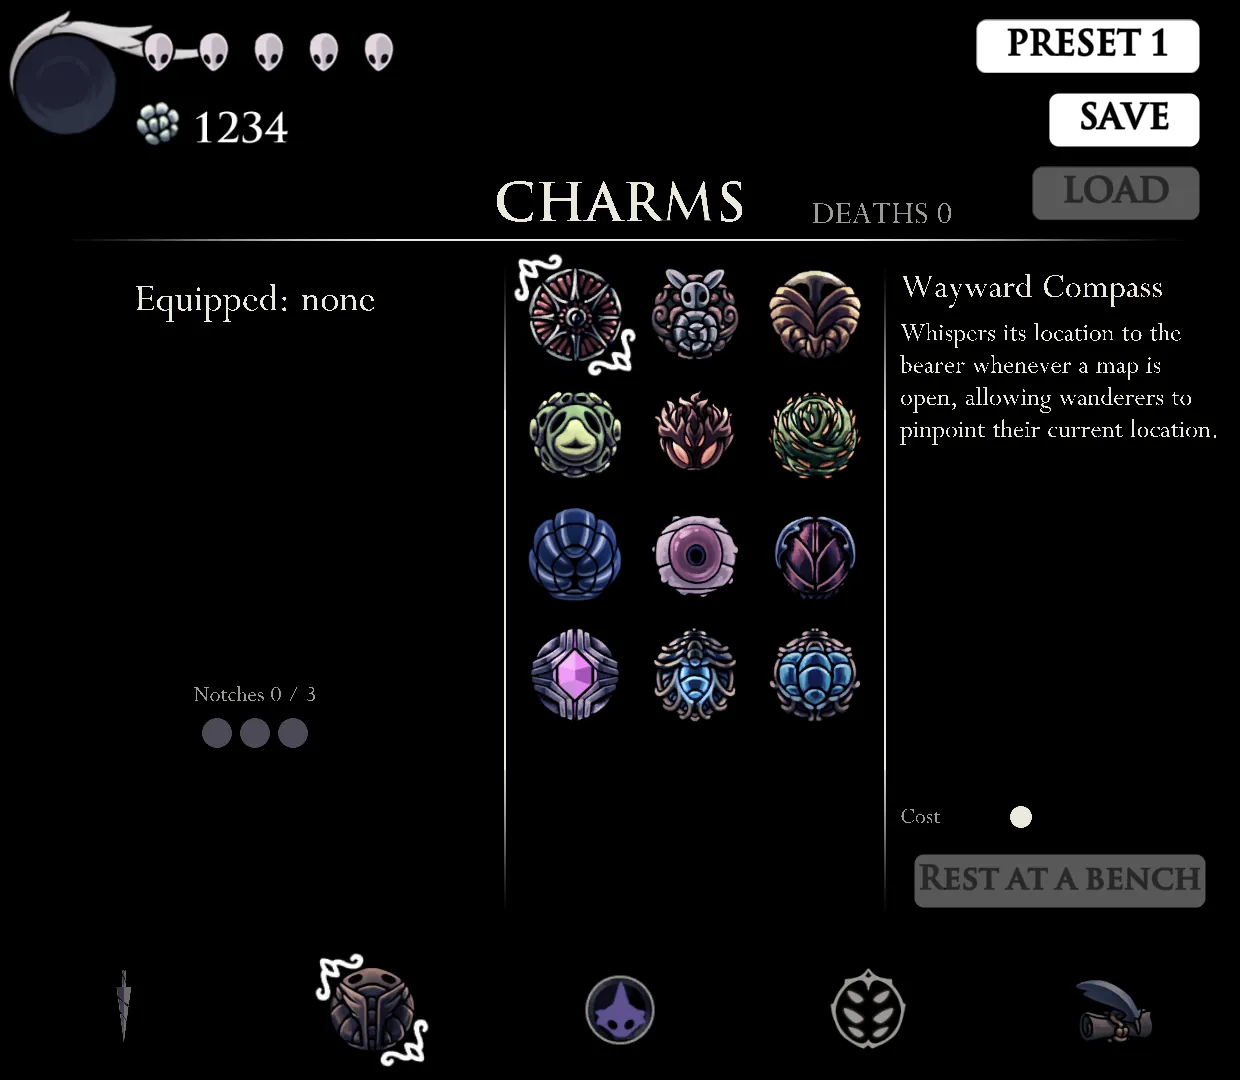 PRESET 1
1234
SAVE
CHARMS
DEATHS 0
LOAD
Equipped: none
Wayward Compass
Whispers its location to the
bearer whenever a map is
open, allowing wanderers to
pinpoint their current location.
Notches 0 / 3
Cost
REST AT A BENCH